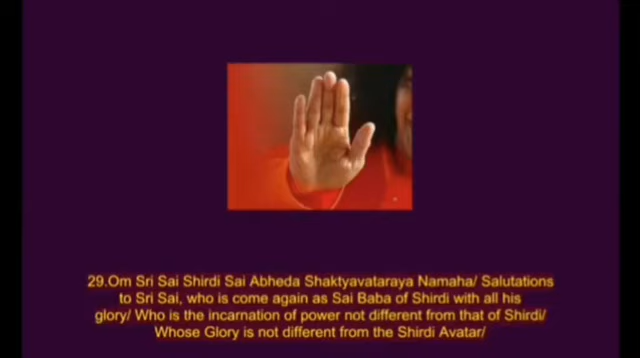 29.Om Sri Sai Shirdi Sai Abheda Shaktyavataraya Namaha/ Salutations
to Sri Sai, who is come again as Sai Baba of Shirdi with all his
glory/ Who is the incarnation of power not different from that of Shirdi/
Whose Glory is not different from the Shirdi Avatar/